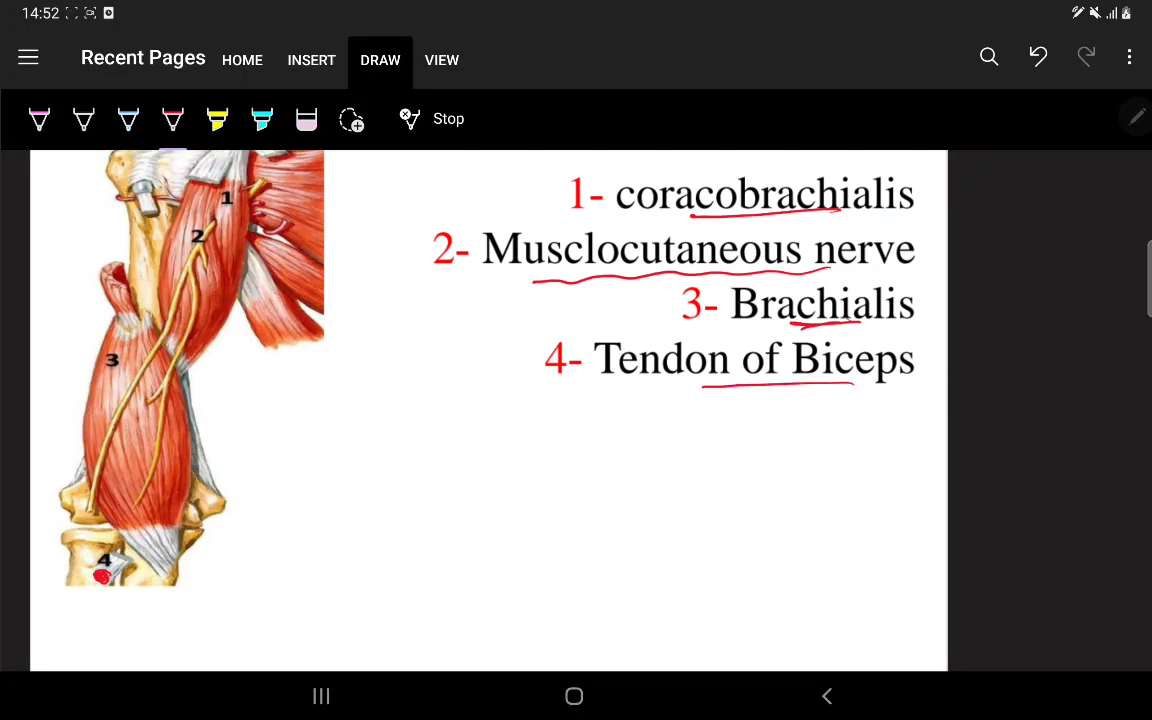 14:52
Recent Pages HOME INSERT DRAW VIEW
Stop
1- coracobrachialis
2- Musclocutaneous nerve
3- Brachialis
4- Tendon of Biceps
1
2
3
4